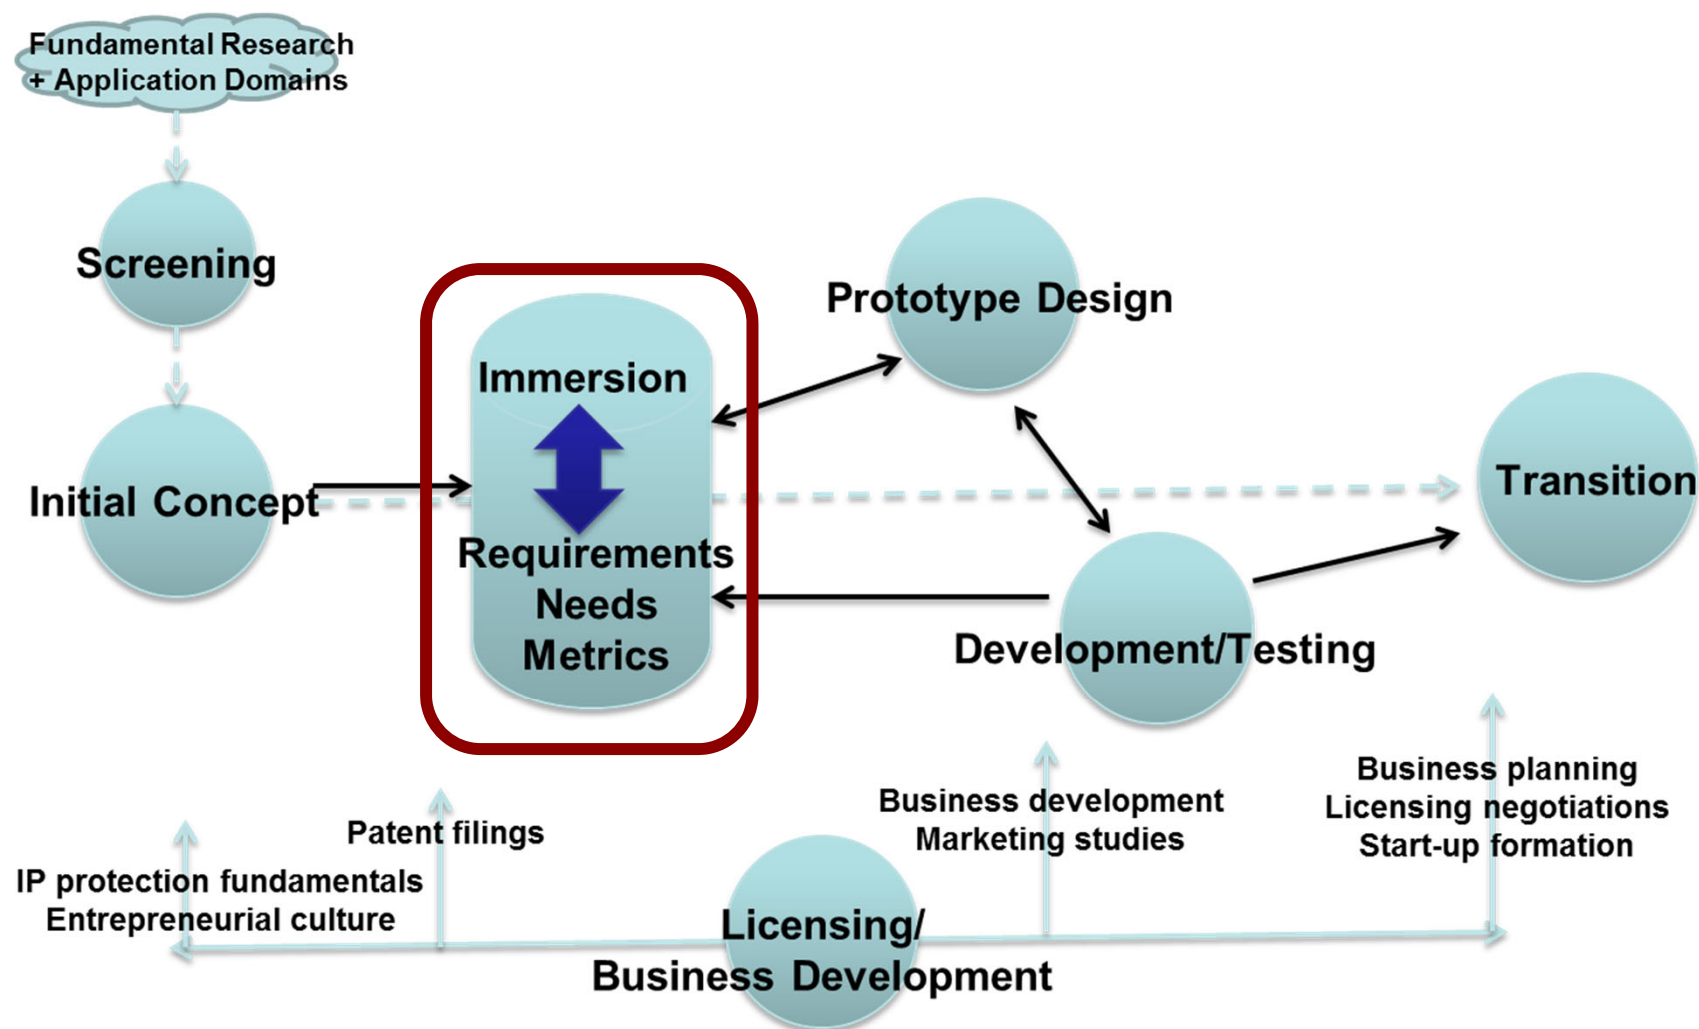 Fundamental Research
+ Application Domains
Screening
Initial Concept
Immersion
Requirements
Needs
Metrics
Prototype Design
Development/Testing
Transition
IP protection fundamentals
Entrepreneurial culture
Patent filings
Licensing/
Business Development
Business development
Marketing studies
Business planning
Licensing negotiations
Start-up formation